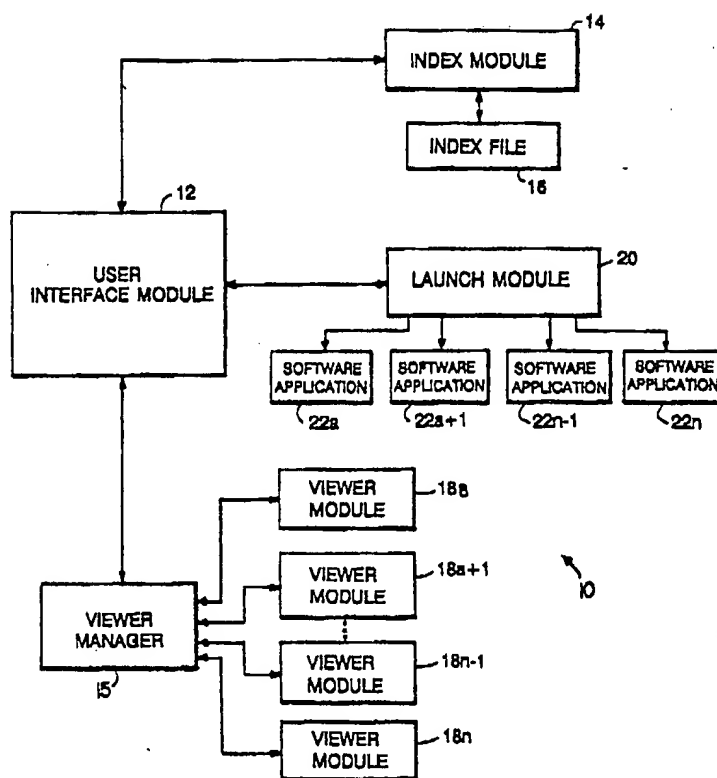 14
INDEX MODULE
INDEX FILE
16
12
USER
INTERFACE MODULE
20
LAUNCH MODULE
SOFTWARE
APPLICATION
22a
SOFTWARE
APPLICATION
22a+1
SOFTWARE
APPLICATION
22n-1
SOFTWARE
APPLICATION
22n
VIEWER
MODULE
18a
VIEWER
MODULE
18a+1
VIEWER
MANAGER
15
VIEWER
MODULE
18n-1
VIEWER
MODULE
18n
10